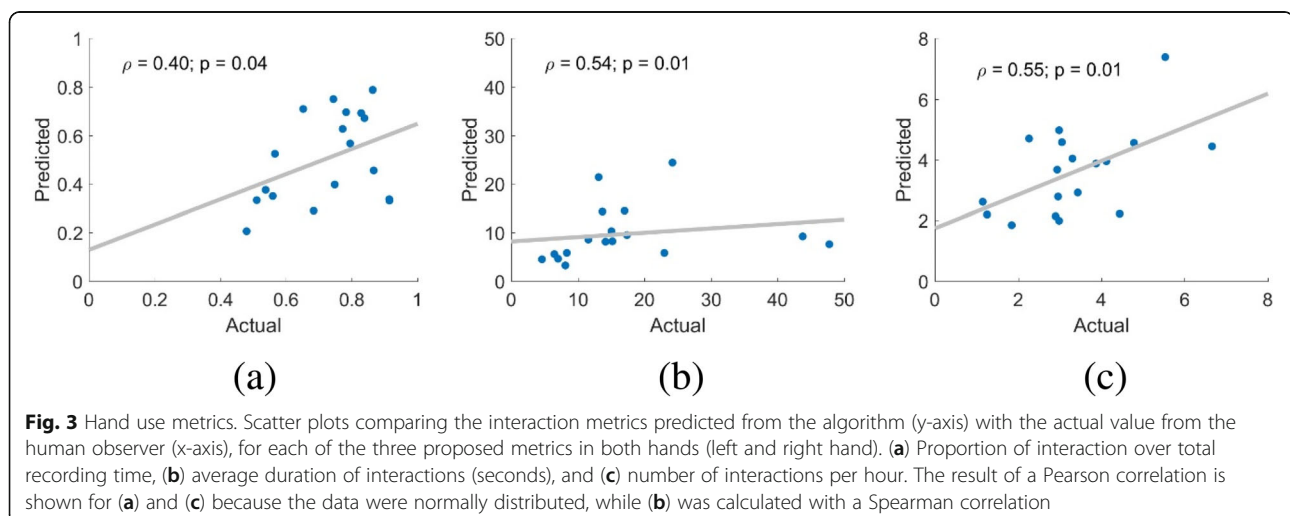 ρ = 0.40; p = 0.04
1
0.8
0.6
0.4
0.2
0
Predicted
0 0.2 0.4 0.6 0.8 1
Actual
(a)
ρ = 0.54; p = 0.01
50
40
30
20
10
0
Predicted
0 10 20 30 40 50
Actual
(b)
ρ = 0.55; p = 0.01
8
6
4
2
0
Predicted
0 2 4 6 8
Actual
(c)
Fig. 3 Hand use metrics. Scatter plots comparing the interaction metrics predicted from the algorithm (y-axis) with the actual value from the
human observer (x-axis), for each of the three proposed metrics in both hands (left and right hand). (a) Proportion of interaction over total
recording time, (b) average duration of interactions (seconds), and (c) number of interactions per hour. The result of a Pearson correlation is
shown for (a) and (c) because the data were normally distributed, while (b) was calculated with a Spearman correlation